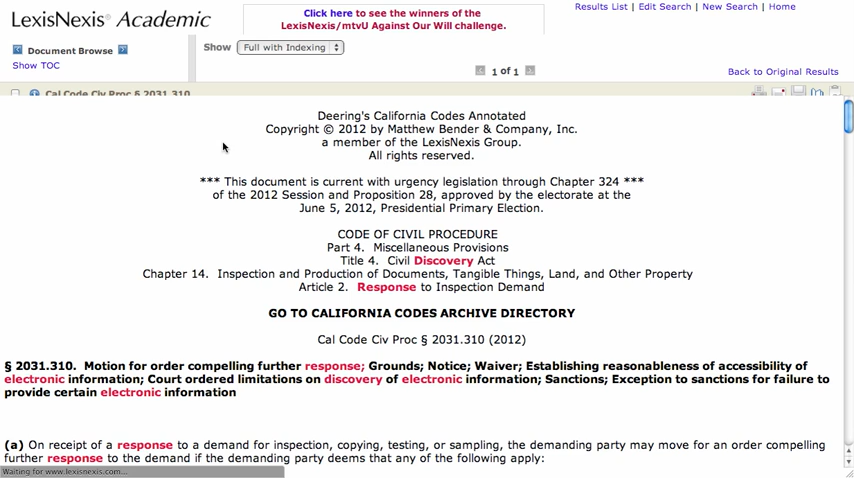 LexisNexis® Academic
Click here to see the winners of the
LexisNexis/mtvU Against Our Will challenge.
Results List | Edit Search | New Search | Home
Document Browse
Show TOC
Show Full with Indexing
1 of 1
Back to Original Results
Cal Code Civ Proc § 2031.310
Deering's California Codes Annotated
Copyright © 2012 by Matthew Bender & Company, Inc.
a member of the LexisNexis Group.
All rights reserved.
*** This document is current with urgency legislation through Chapter 324 ***
of the 2012 Session and Proposition 28, approved by the electorate at the
June 5, 2012, Presidential Primary Election.
CODE OF CIVIL PROCEDURE
Part 4. Miscellaneous Provisions
Title 4. Civil Discovery Act
Chapter 14. Inspection and Production of Documents, Tangible Things, Land, and Other Property
Article 2. Response to Inspection Demand
GO TO CALIFORNIA CODES ARCHIVE DIRECTORY
Cal Code Civ Proc § 2031.310 (2012)
§ 2031.310. Motion for order compelling further response; Grounds; Notice; Waiver; Establishing reasonableness of accessibility of
electronic information; Court ordered limitations on discovery of electronic information; Sanctions; Exception to sanctions for failure to
provide certain electronic information
(a) On receipt of a response to a demand for inspection, copying, testing, or sampling, the demanding party may move for an order compelling
further response to the demand if the demanding party deems that any of the following apply:
Waiting for www.lexisnexis.com...